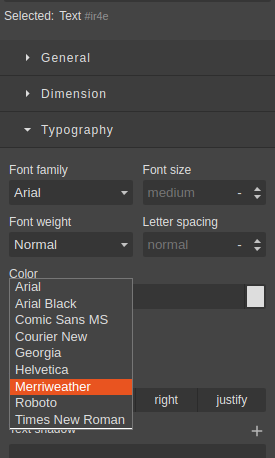 Selected: Text #ir4e
General
Dimension
Typography
Font family Font size
Arial medium -
Font weight Letter spacing
Normal normal -
Color
Arial
Arial Black
Comic Sans MS
Courier New
Georgia
Helvetica
Merriweather
Roboto right justify
Times New Roman
Text shadow +